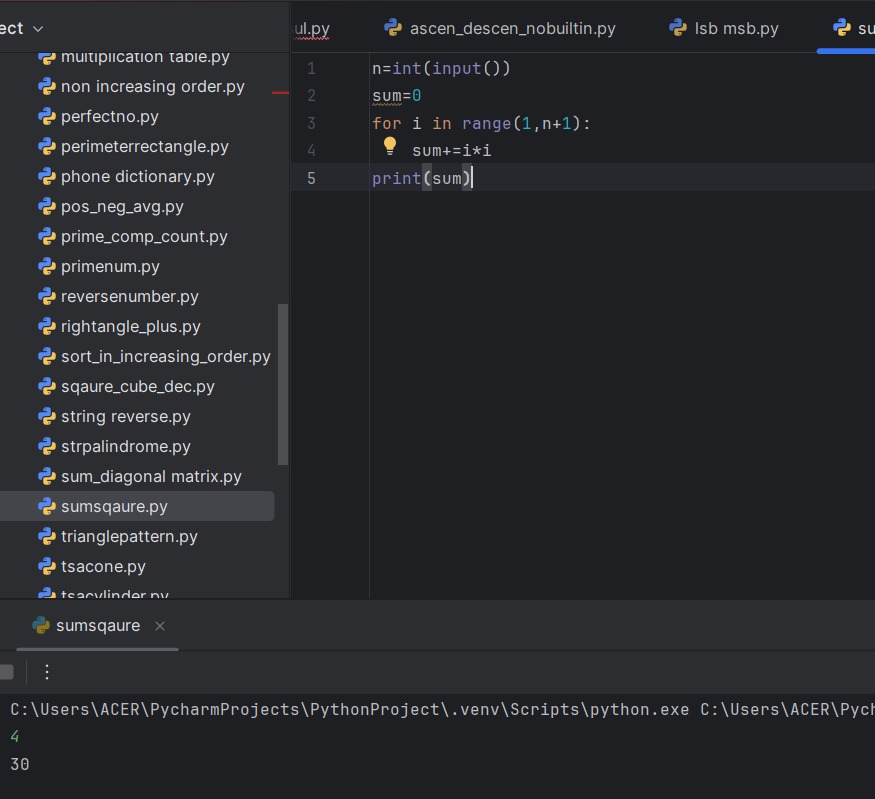 ect
ul.py
ascen_descen_nobuiltin.py
lsb msb.py
su
multiplication table.py
non increasing order.py
perfectno.py
perimeterrectangle.py
phone dictionary.py
pos_neg_avg.py
prime_comp_count.py
primenum.py
reversenumber.py
rightangle_plus.py
sort_in_increasing_order.py
sqaure_cube_dec.py
string reverse.py
strpalindrome.py
sum_diagonal matrix.py
sumsqaure.py
trianglepattern.py
tsacone.py
tsacylinder.py
1 n=int(input())
2 sum=0
3 for i in range(1,n+1):
4 sum+=i*i
5 print(sum)
sumsqaure
C:\Users\ACER\PycharmProjects\PythonProject\.venv\Scripts\python.exe C:\Users\ACER\Pych
4
30